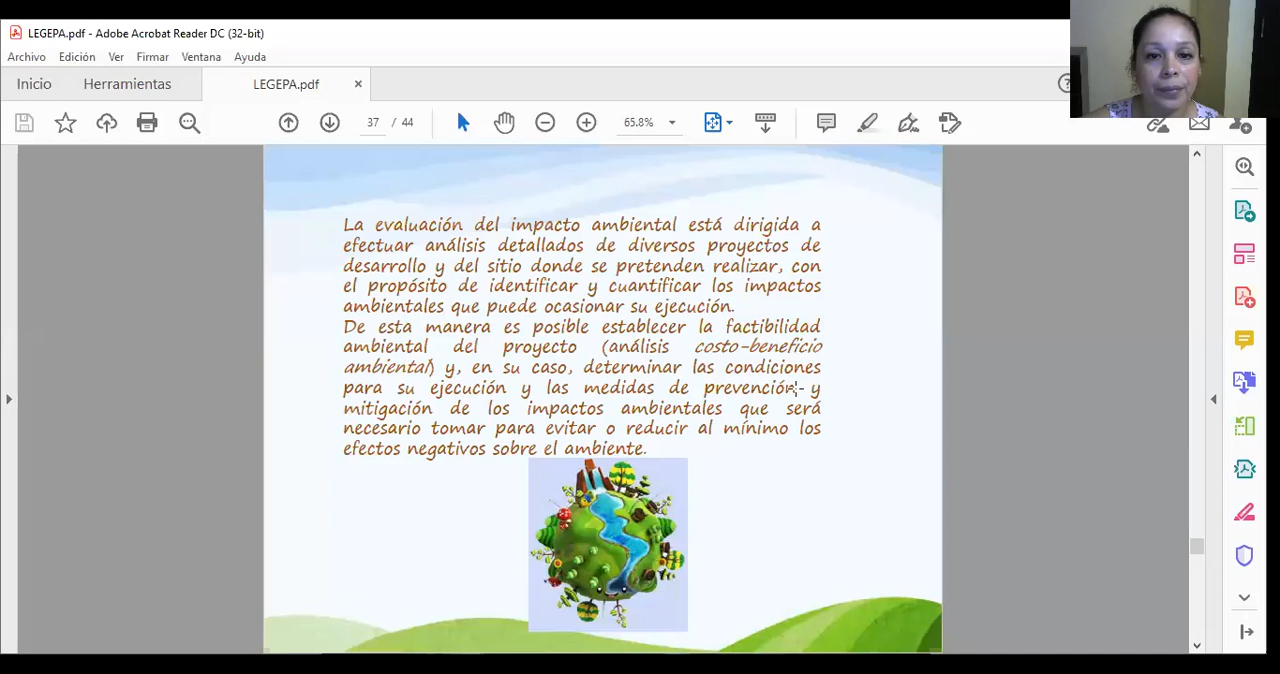 LEGEPA.pdf - Adobe Acrobat Reader DC (32-bit)
Archivo Edición Ver Firmar Ventana Ayuda
Inicio Herramientas LEGEPA.pdf
37 / 44 65.8%
La evaluación del impacto ambiental está dirigida a
efectuar análisis detallados de diversos proyectos de
desarrollo y del sitio donde se pretenden realizar, con
el propósito de identificar y cuantificar los impactos
ambientales que puede ocasionar su ejecución.
De esta manera es posible establecer la factibilidad
ambiental del proyecto (análisis costo-beneficio
ambiental) y, en su caso, determinar las condiciones
para su ejecución y las medidas de prevención y
mitigación de los impactos ambientales que será
necesario tomar para evitar o reducir al mínimo los
efectos negativos sobre el ambiente.